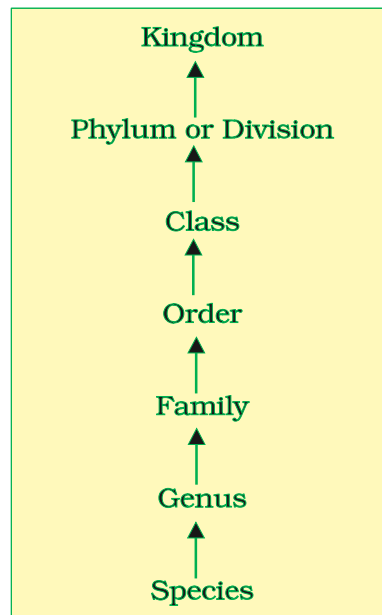 Kingdom
Phylum or Division
Class
Order
Family
Genus
Species